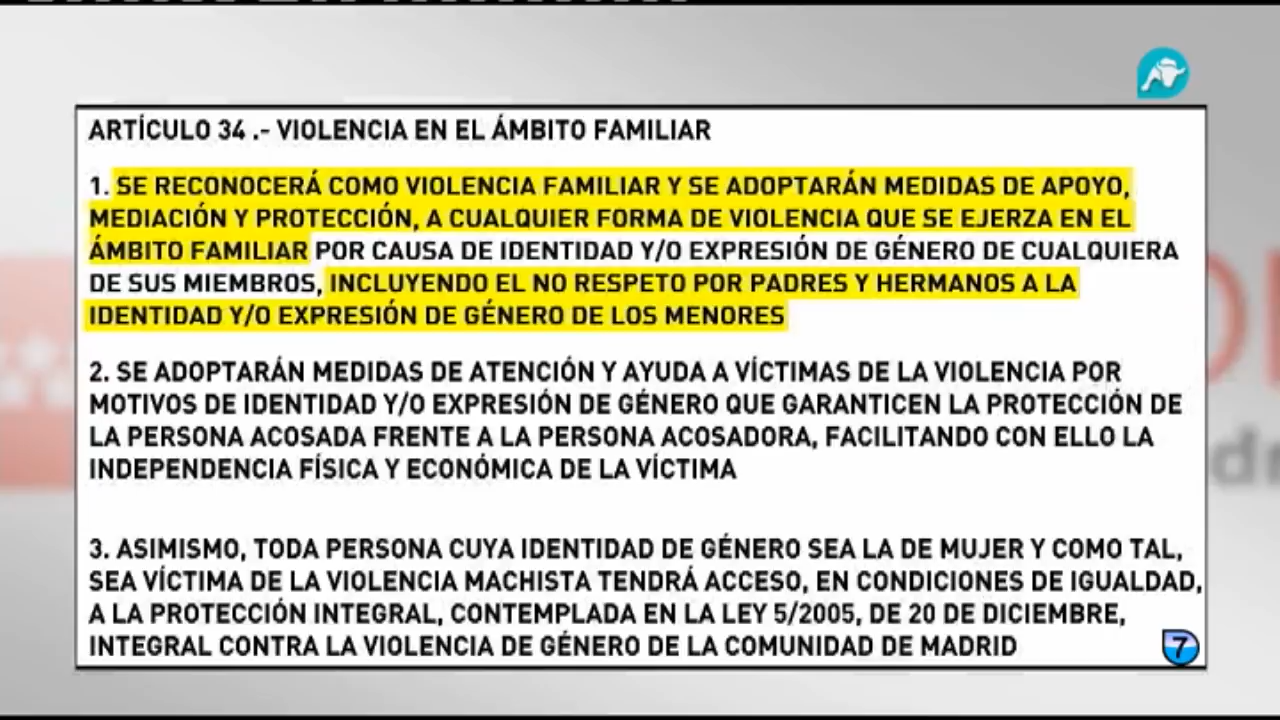 ARTÍCULO 34 .- VIOLENCIA EN EL ÁMBITO FAMILIAR
1. SE RECONOCERÁ COMO VIOLENCIA FAMILIAR Y SE ADOPTARÁN MEDIDAS DE APOYO,
MEDIACIÓN Y PROTECCIÓN, A CUALQUIER FORMA DE VIOLENCIA QUE SE EJERZA EN EL
ÁMBITO FAMILIAR POR CAUSA DE IDENTIDAD Y/O EXPRESIÓN DE GÉNERO DE CUALQUIERA
DE SUS MIEMBROS, INCLUYENDO EL NO RESPETO POR PADRES Y HERMANOS A LA
IDENTIDAD Y/O EXPRESIÓN DE GÉNERO DE LOS MENORES
2. SE ADOPTARÁN MEDIDAS DE ATENCIÓN Y AYUDA A VÍCTIMAS DE LA VIOLENCIA POR
MOTIVOS DE IDENTIDAD Y/O EXPRESIÓN DE GÉNERO QUE GARANTICEN LA PROTECCIÓN DE
LA PERSONA ACOSADA FRENTE A LA PERSONA ACOSADORA, FACILITANDO CON ELLO LA
INDEPENDENCIA FÍSICA Y ECONÓMICA DE LA VÍCTIMA
3. ASIMISMO, TODA PERSONA CUYA IDENTIDAD DE GÉNERO SEA LA DE MUJER Y COMO TAL,
SEA VÍCTIMA DE LA VIOLENCIA MACHISTA TENDRÁ ACCESO, EN CONDICIONES DE IGUALDAD,
A LA PROTECCIÓN INTEGRAL, CONTEMPLADA EN LA LEY 5/2005, DE 20 DE DICIEMBRE,
INTEGRAL CONTRA LA VIOLENCIA DE GÉNERO DE LA COMUNIDAD DE MADRID
7